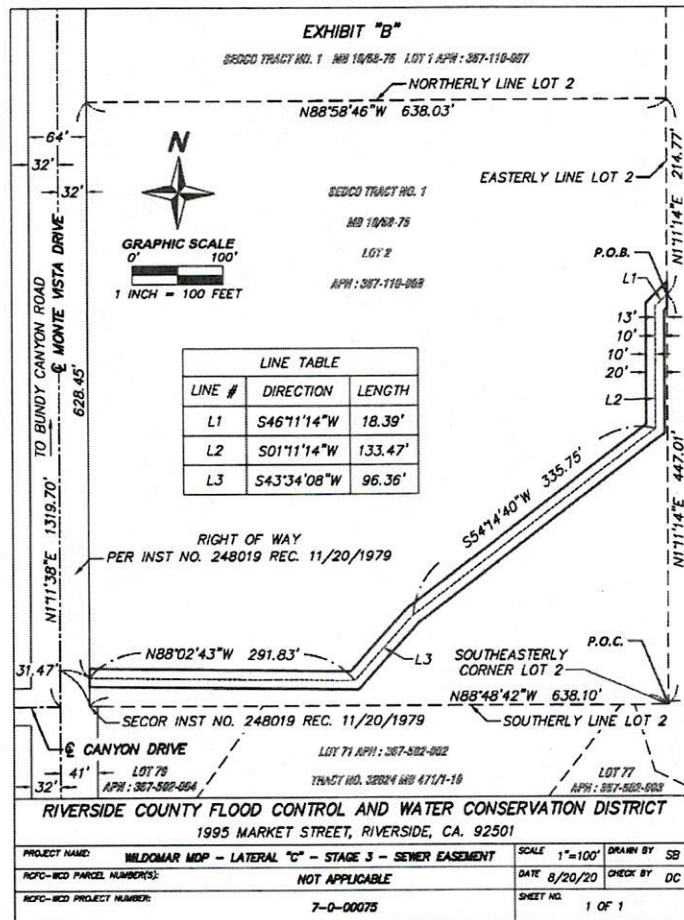 EXHIBIT "B"
SEDCO TRACT NO. 1 MB 10/58-75 LOT 1 APN : 367-110-007
NORTHERLY LINE LOT 2
N88°58'46"W 638.03'
64'
32'
32'
N
EASTERLY LINE LOT 2
214.77'
N1°11'14"E
SEDCO TRACT NO. 1
MB 10/58-75
LOT 2
APN : 367-110-008
GRAPHIC SCALE
0' 100'
1 INCH = 100 FEET
P.O.B.
L1
13'
10'
10'
20'
L2
TO BUNDY CANYON ROAD
℄ MONTE VISTA DRIVE
628.45'
N1°11'38"E 1319.70'
LINE TABLE
LINE # DIRECTION LENGTH
L1 S46°11'14"W 18.39'
L2 S01°11'14"W 133.47'
L3 S43°34'08"W 96.36'
S54°14'40"W 335.75'
N1°11'14"E 447.01'
RIGHT OF WAY
PER INST NO. 248019 REC. 11/20/1979
N88°02'43"W 291.83'
L3
31.47'
SOUTHEASTERLY
CORNER LOT 2
P.O.C.
N88°48'42"W 638.10'
SECOR INST NO. 248019 REC. 11/20/1979
SOUTHERLY LINE LOT 2
℄ CANYON DRIVE
41'
32'
LOT 71 APN : 367-502-002
TRACT NO. 32024 MB 471/1-10
LOT 77
RIVERSIDE COUNTY FLOOD CONTROL AND WATER CONSERVATION DISTRICT
1995 MARKET STREET, RIVERSIDE, CA. 92501
PROJECT NAME: WILDOMAR MDP - LATERAL "C" - STAGE 3 - SEWER EASEMENT
SCALE 1"=100' DRAWN BY SB
RCFC-WCD PARCEL NUMBER(S): NOT APPLICABLE
DATE 8/20/20 CHECK BY DC
RCFC-WCD PROJECT NUMBER: 7-0-00075
SHEET NO. 1 OF 1